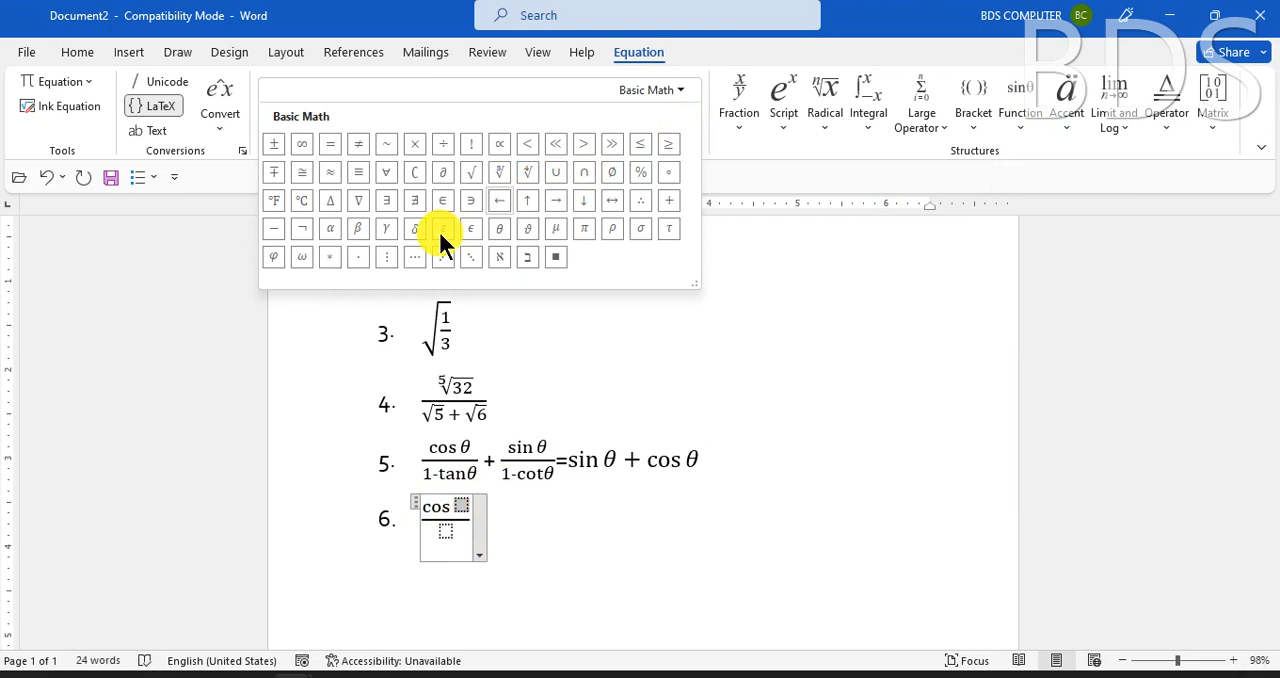 Document2 - Compatibility Mode - Word
Search
BDS COMPUTER BC
BDS
File Home Insert Draw Design Layout References Mailings Review View Help Equation Share
π Equation
Ink Equation
Tools
/ Unicode
{ } LaTeX
ab Text
Conversions
eˣ
Convert
Basic Math
Basic Math
± ∞ = ≠ ~ × ÷ ! ∝ < ≪ > ≫ ≤ ≥
∓ ≅ ≈ ≡ ∀ ∁ ∂ √ ∛ ∜ ∪ ∩ ∅ % °
℉ ℃ ∆ ∇ ∃ ∄ ∈ ∋ ← ↑ → ↓ ↔ ∴ +
− ¬ α β γ δ ε ϵ θ ϑ μ π ρ σ τ
φ ω * ∙ ⋮ ⋯ ⋰ ⋱ ℵ ℶ ■
Fraction Script Radical Integral Large Operator Bracket Function Accent Limit and Log Operator Matrix
Structures
3. √(1/3)
4. ⁵√32 / (√5 + √6)
5. cos θ / (1-tanθ) + sin θ / (1-cotθ) =sin θ + cos θ
6. cos
Page 1 of 1 24 words English (United States) Accessibility: Unavailable Focus 98%